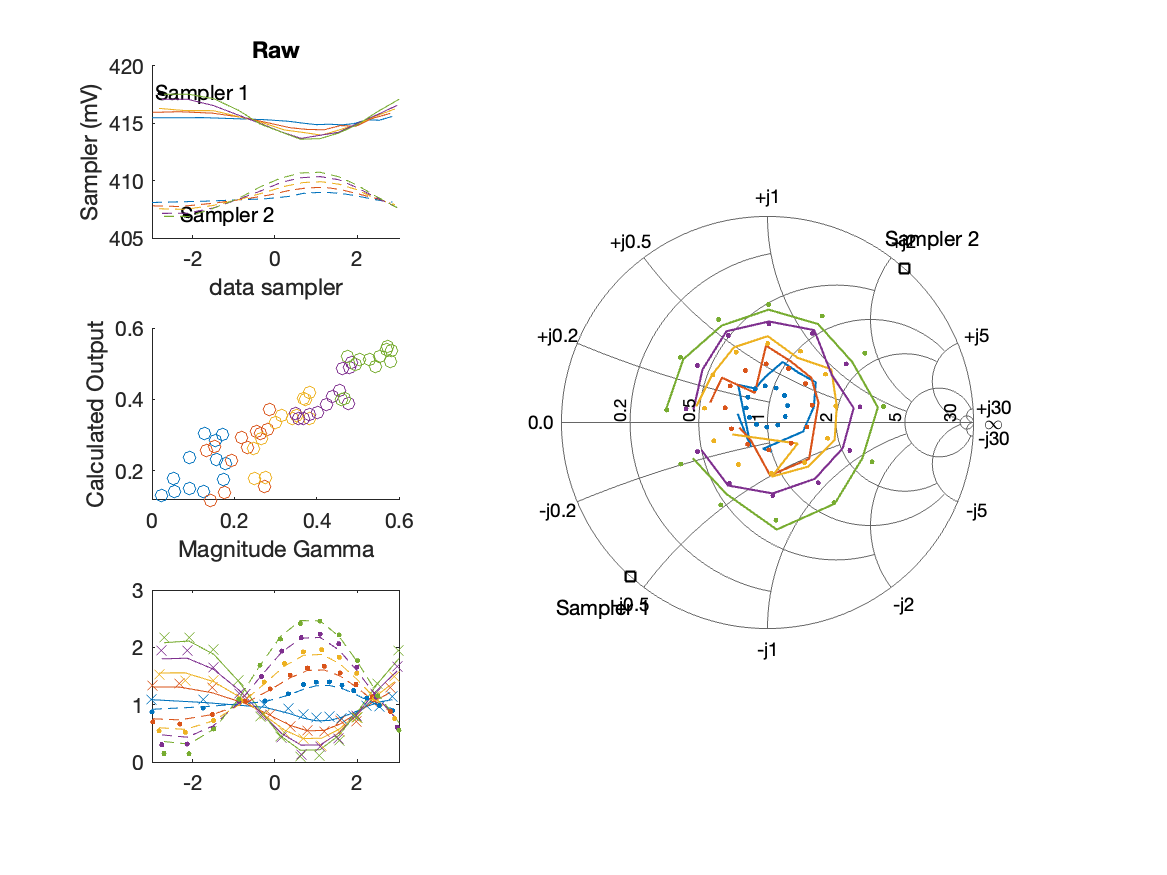 Raw
420
415
410
405
Sampler (mV)
Sampler 1
Sampler 2
-2
0
2
data sampler
0.6
0.4
0.2
Calculated Output
0
0.2
0.4
0.6
Magnitude Gamma
3
2
1
0
-2
0
2
+j1
+j0.5
Sampler 2
+j2
+j0.2
+j5
0.0
0.2
0.5
1
2
5
30
+j30
∞
-j30
-j0.2
-j5
Sampler 1
-j0.5
-j2
-j1